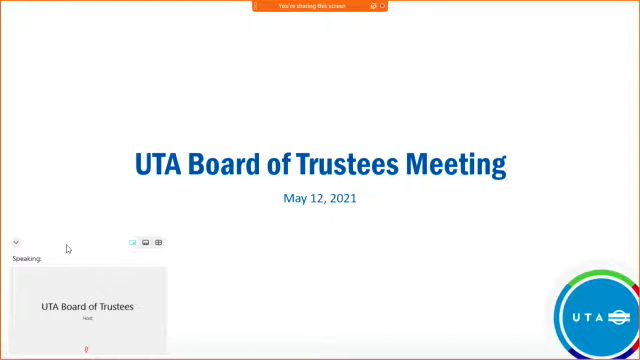 You're sharing this screen
UTA Board of Trustees Meeting
May 12, 2021
Speaking:
UTA Board of Trustees
Host
UTA